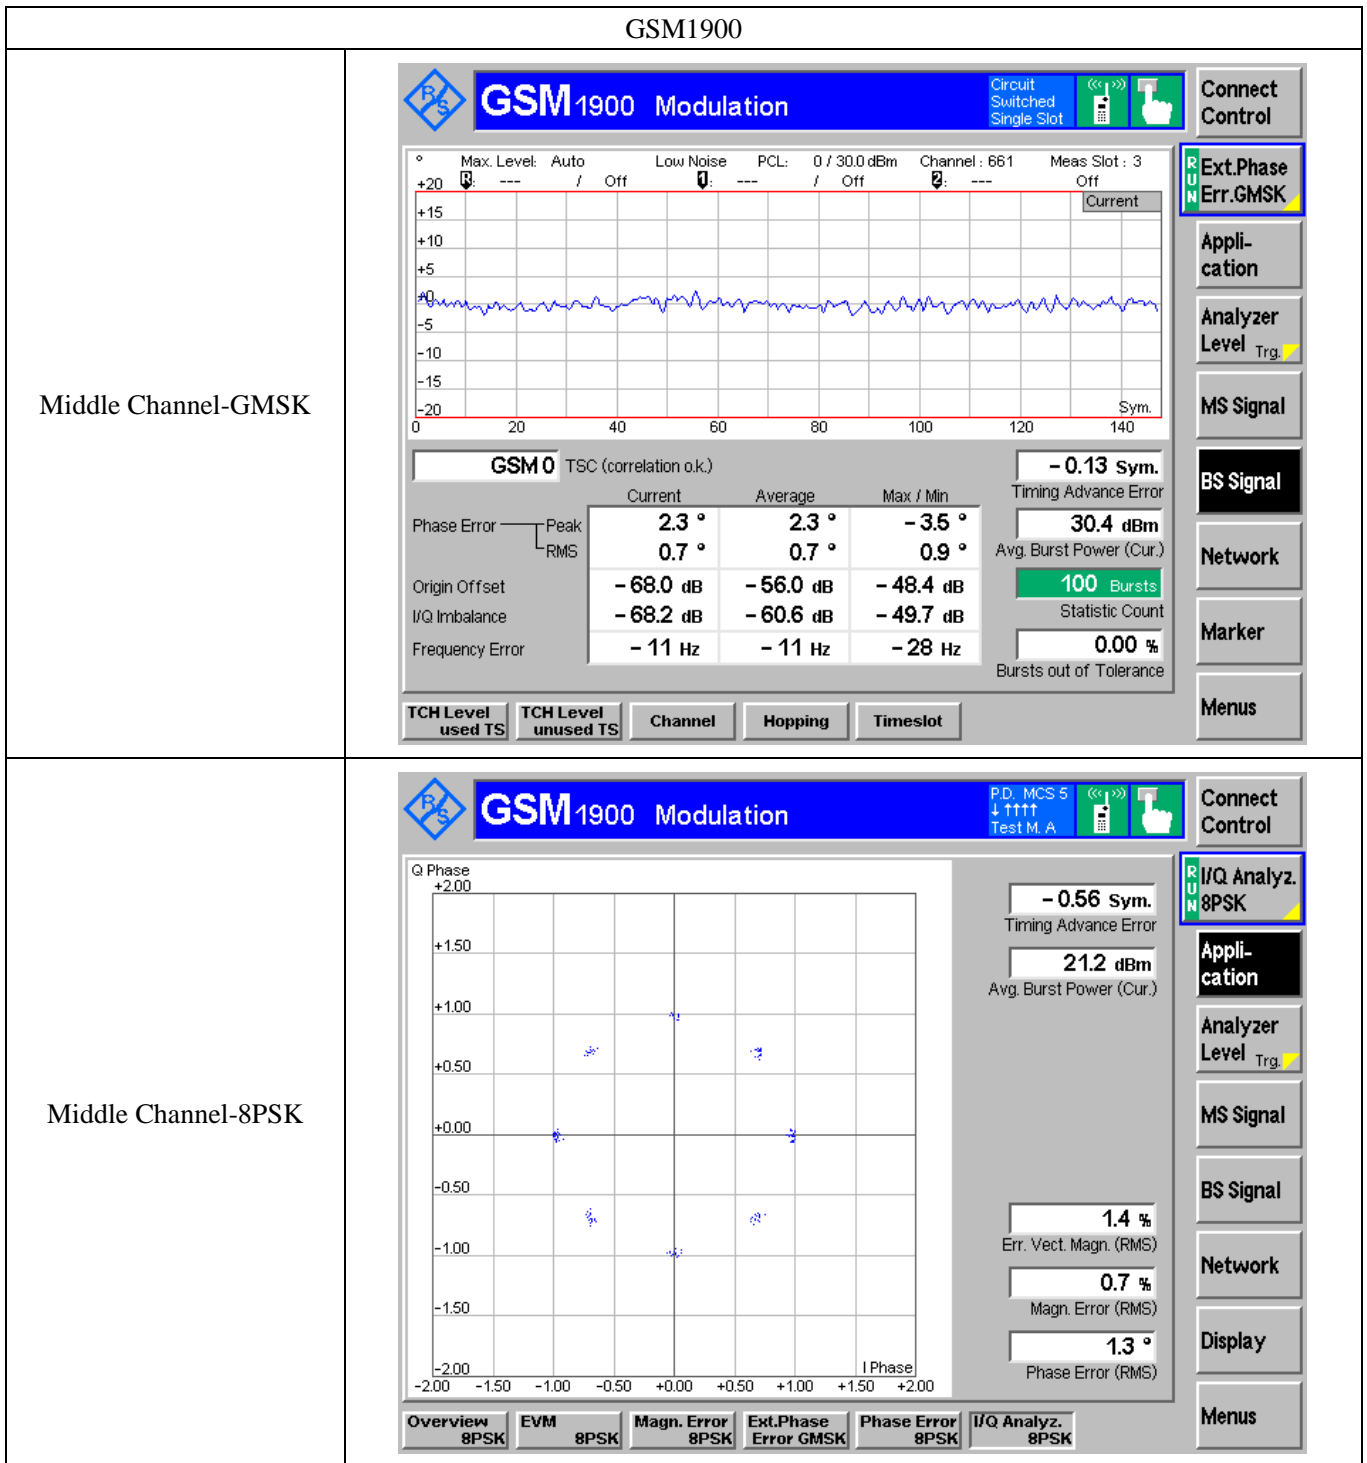 GSM1900
Middle Channel-GMSK
R/S
GSM1900 Modulation
Circuit Switched Single Slot
Connect Control
° Max. Level: Auto Low Noise PCL: 0 / 30.0 dBm Channel : 661 Meas Slot : 3
R: --- / Off 1: --- / Off 2: --- Off
Current
+20
+15
+10
+5
±0
-5
-10
-15
-20
Sym.
0 20 40 60 80 100 120 140
RUN Ext.Phase Err.GMSK
Appli-cation
Analyzer Level Trg.
MS Signal
BS Signal
Network
Marker
Menus
GSM 0 TSC (correlation o.k.)
Current Average Max / Min
Phase Error Peak 2.3 ° 2.3 ° -3.5 °
RMS 0.7 ° 0.7 ° 0.9 °
Origin Offset -68.0 dB -56.0 dB -48.4 dB
I/Q Imbalance -68.2 dB -60.6 dB -49.7 dB
Frequency Error -11 Hz -11 Hz -28 Hz
-0.13 Sym.
Timing Advance Error
30.4 dBm
Avg. Burst Power (Cur.)
100 Bursts
Statistic Count
0.00 %
Bursts out of Tolerance
TCH Level used TS
TCH Level unused TS
Channel
Hopping
Timeslot
Middle Channel-8PSK
R/S
GSM1900 Modulation
P.D. MCS 5
↓ ↑↑↑↑
Test M. A
Connect Control
Q Phase
+2.00
+1.50
+1.00
+0.50
+0.00
-0.50
-1.00
-1.50
-2.00
I Phase
-2.00 -1.50 -1.00 -0.50 +0.00 +0.50 +1.00 +1.50 +2.00
-0.56 Sym.
Timing Advance Error
21.2 dBm
Avg. Burst Power (Cur.)
1.4 %
Err. Vect. Magn. (RMS)
0.7 %
Magn. Error (RMS)
1.3 °
Phase Error (RMS)
RUN I/Q Analyz. 8PSK
Appli-cation
Analyzer Level Trg.
MS Signal
BS Signal
Network
Display
Menus
Overview 8PSK
EVM 8PSK
Magn. Error 8PSK
Ext.Phase Error GMSK
Phase Error 8PSK
I/Q Analyz. 8PSK